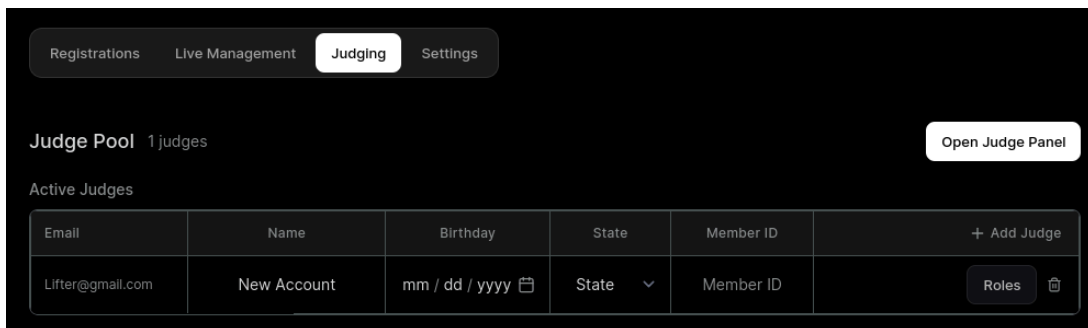 Registrations Live Management Judging Settings
Judge Pool 1 judges Open Judge Panel
Active Judges
Email Name Birthday State Member ID + Add Judge
Lifter@gmail.com New Account mm / dd / yyyy State Member ID Roles